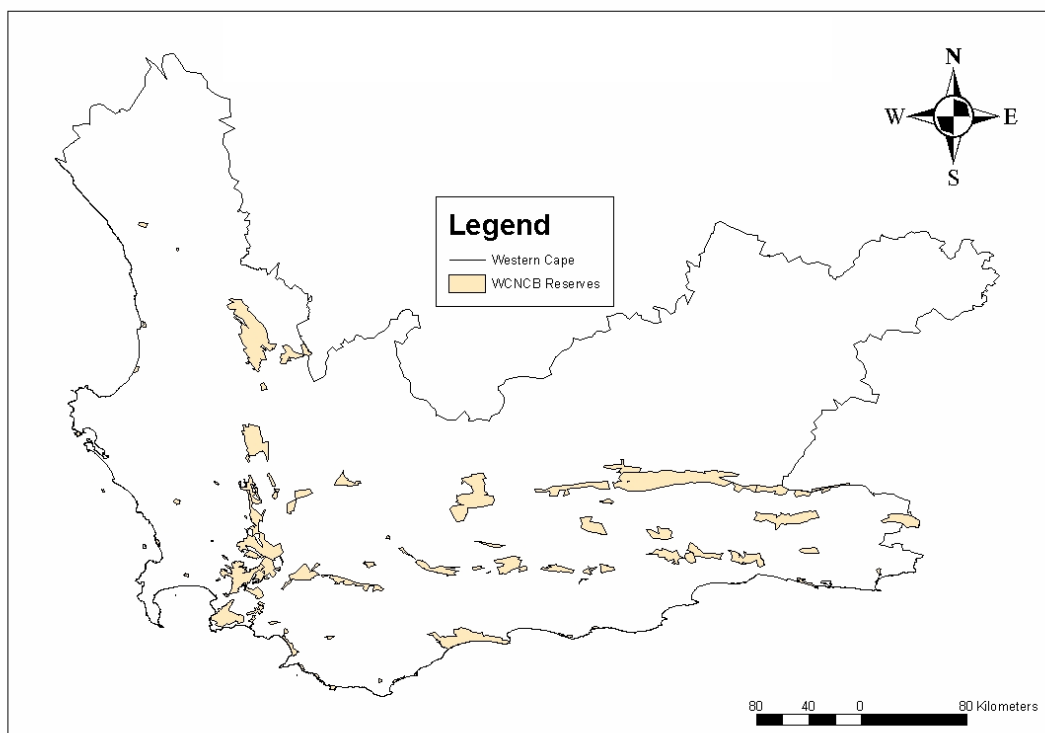 N
W E
S
Legend
Western Cape
WCNCB Reserves
80 40 0 80 Kilometers